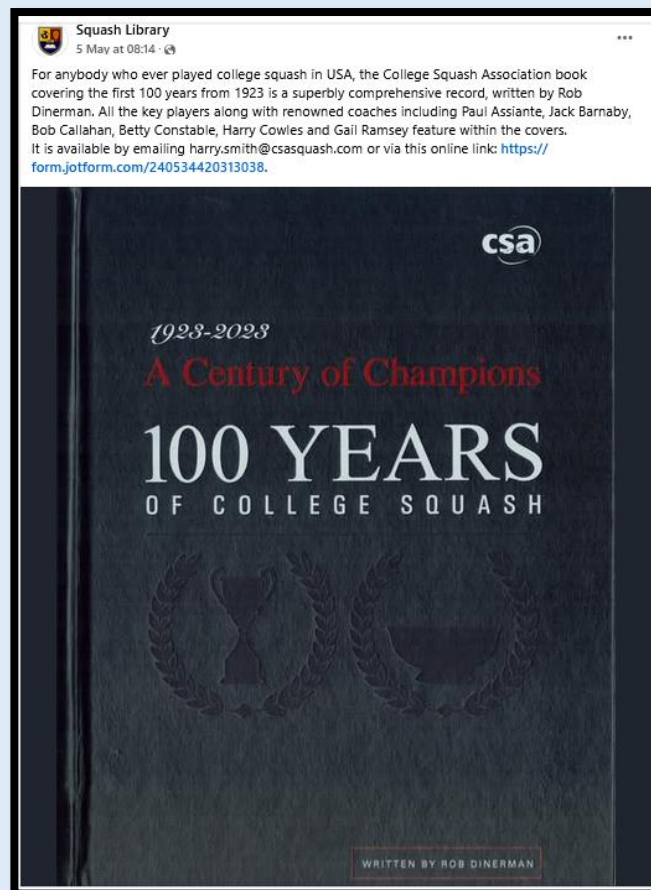 Squash Library
5 May at 08:14 ·
For anybody who ever played college squash in USA, the College Squash Association book
covering the first 100 years from 1923 is a superbly comprehensive record, written by Rob
Dinerman. All the key players along with renowned coaches including Paul Assiante, Jack Barnaby,
Bob Callahan, Betty Constable, Harry Cowles and Gail Ramsey feature within the covers.
It is available by emailing harry.smith@csasquash.com or via this online link: https://
form.jotform.com/240534420313038.
csa
1923-2023
A Century of Champions
100 YEARS
OF COLLEGE SQUASH
WRITTEN BY ROB DINERMAN